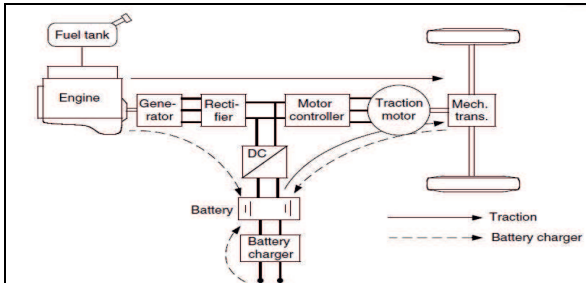 Fuel tank
Engine
Gene-
rator
Recti-
fier
Motor
controller
Traction
motor
Mech.
trans.
DC
Battery
Battery
charger
Traction
Battery charger